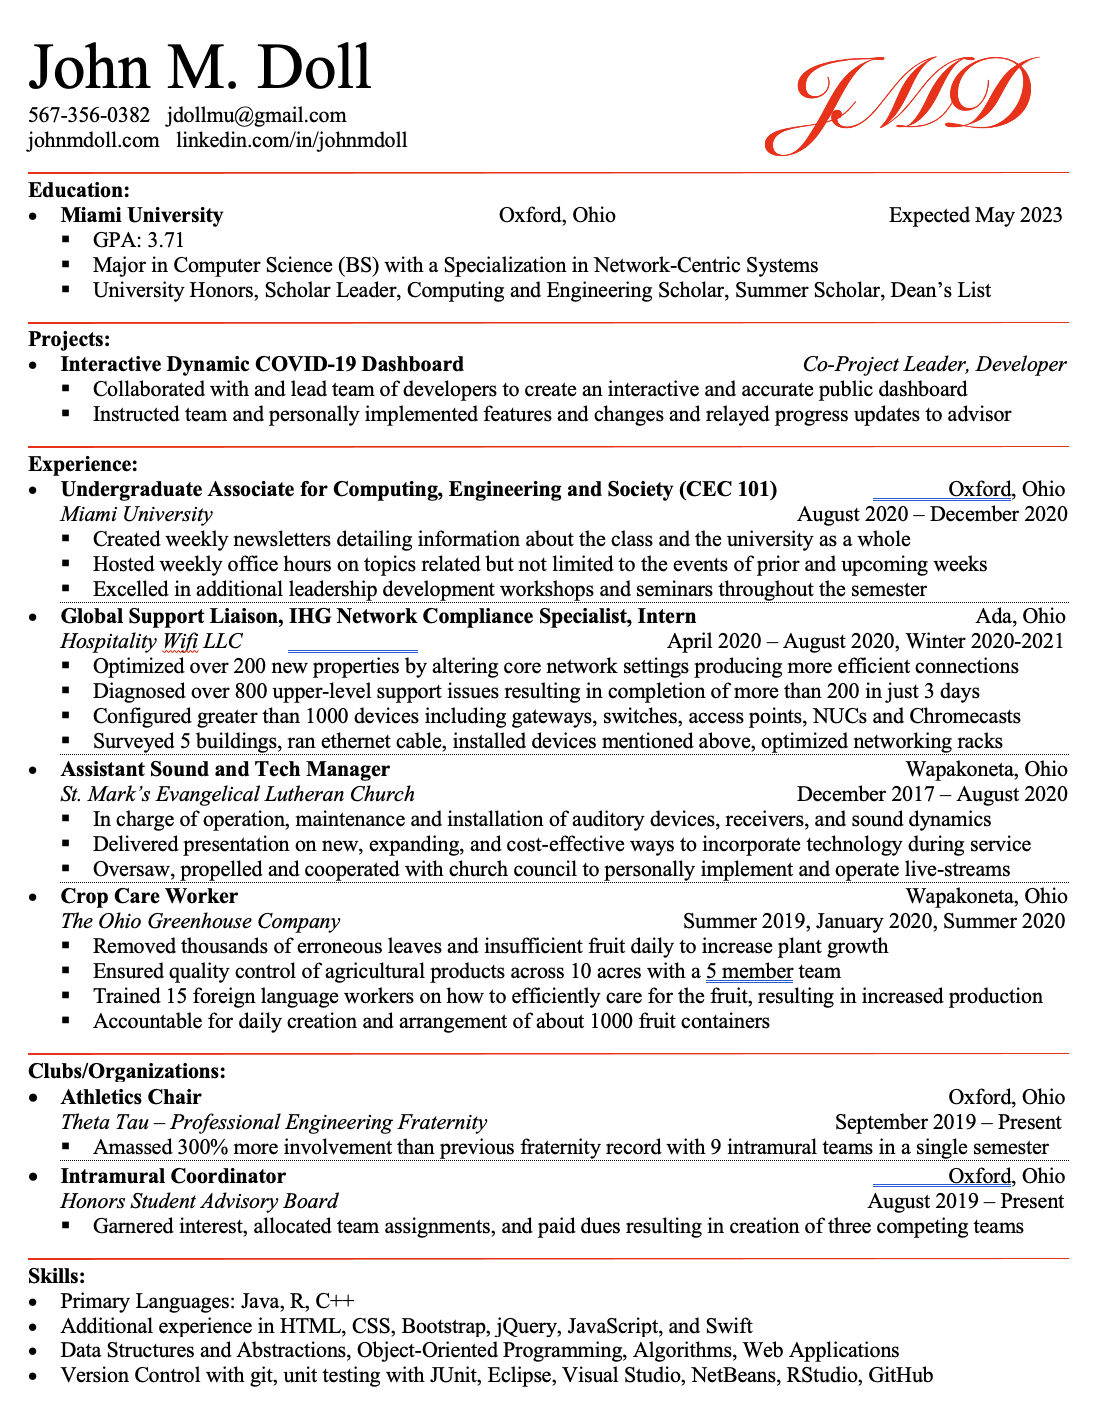 John M. Doll
JMD
567-356-0382 jdollmu@gmail.com
johnmdoll.com linkedin.com/in/johnmdoll
Education:
• Miami University Oxford, Ohio Expected May 2023
▪ GPA: 3.71
▪ Major in Computer Science (BS) with a Specialization in Network-Centric Systems
▪ University Honors, Scholar Leader, Computing and Engineering Scholar, Summer Scholar, Dean’s List
Projects:
• Interactive Dynamic COVID-19 Dashboard Co-Project Leader, Developer
▪ Collaborated with and lead team of developers to create an interactive and accurate public dashboard
▪ Instructed team and personally implemented features and changes and relayed progress updates to advisor
Experience:
• Undergraduate Associate for Computing, Engineering and Society (CEC 101) Oxford, Ohio
Miami University August 2020 – December 2020
▪ Created weekly newsletters detailing information about the class and the university as a whole
▪ Hosted weekly office hours on topics related but not limited to the events of prior and upcoming weeks
▪ Excelled in additional leadership development workshops and seminars throughout the semester
• Global Support Liaison, IHG Network Compliance Specialist, Intern Ada, Ohio
Hospitality Wifi LLC April 2020 – August 2020, Winter 2020-2021
▪ Optimized over 200 new properties by altering core network settings producing more efficient connections
▪ Diagnosed over 800 upper-level support issues resulting in completion of more than 200 in just 3 days
▪ Configured greater than 1000 devices including gateways, switches, access points, NUCs and Chromecasts
▪ Surveyed 5 buildings, ran ethernet cable, installed devices mentioned above, optimized networking racks
• Assistant Sound and Tech Manager Wapakoneta, Ohio
St. Mark’s Evangelical Lutheran Church December 2017 – August 2020
▪ In charge of operation, maintenance and installation of auditory devices, receivers, and sound dynamics
▪ Delivered presentation on new, expanding, and cost-effective ways to incorporate technology during service
▪ Oversaw, propelled and cooperated with church council to personally implement and operate live-streams
• Crop Care Worker Wapakoneta, Ohio
The Ohio Greenhouse Company Summer 2019, January 2020, Summer 2020
▪ Removed thousands of erroneous leaves and insufficient fruit daily to increase plant growth
▪ Ensured quality control of agricultural products across 10 acres with a 5 member team
▪ Trained 15 foreign language workers on how to efficiently care for the fruit, resulting in increased production
▪ Accountable for daily creation and arrangement of about 1000 fruit containers
Clubs/Organizations:
• Athletics Chair Oxford, Ohio
Theta Tau – Professional Engineering Fraternity September 2019 – Present
▪ Amassed 300% more involvement than previous fraternity record with 9 intramural teams in a single semester
• Intramural Coordinator Oxford, Ohio
Honors Student Advisory Board August 2019 – Present
▪ Garnered interest, allocated team assignments, and paid dues resulting in creation of three competing teams
Skills:
• Primary Languages: Java, R, C++
• Additional experience in HTML, CSS, Bootstrap, jQuery, JavaScript, and Swift
• Data Structures and Abstractions, Object-Oriented Programming, Algorithms, Web Applications
• Version Control with git, unit testing with JUnit, Eclipse, Visual Studio, NetBeans, RStudio, GitHub